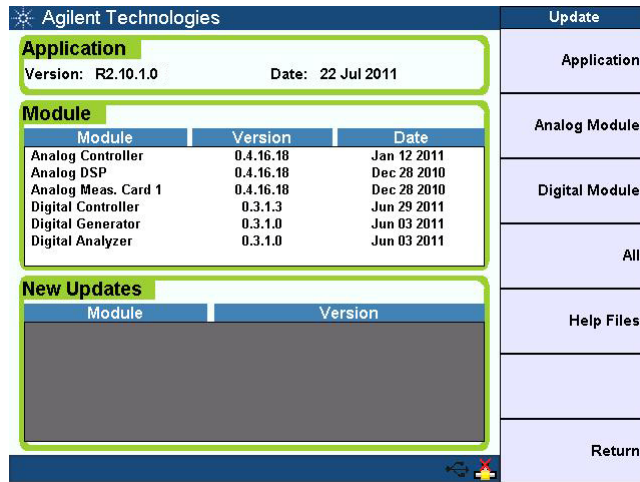 Agilent Technologies
Application
Version: R2.10.1.0 Date: 22 Jul 2011
Module
Module Version Date
Analog Controller 0.4.16.18 Jan 12 2011
Analog DSP 0.4.16.18 Dec 28 2010
Analog Meas. Card 1 0.4.16.18 Dec 28 2010
Digital Controller 0.3.1.3 Jun 29 2011
Digital Generator 0.3.1.0 Jun 03 2011
Digital Analyzer 0.3.1.0 Jun 03 2011
New Updates
Module Version
Update
Application
Analog Module
Digital Module
All
Help Files
Return